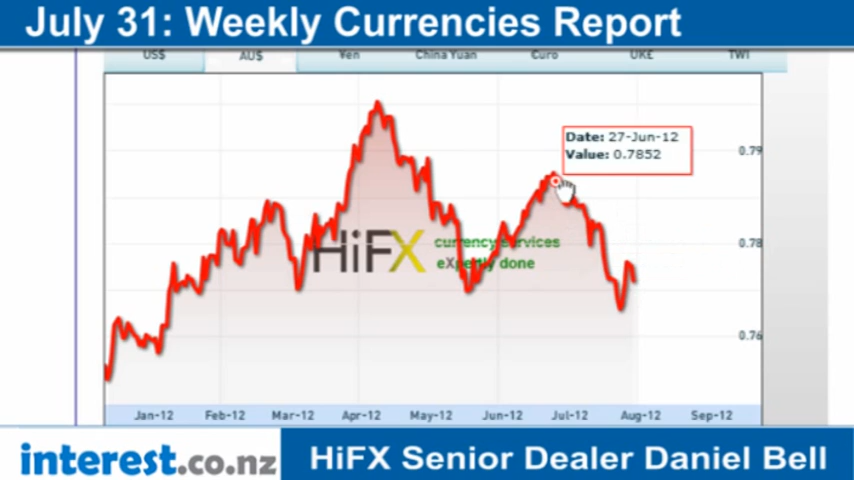 July 31: Weekly Currencies Report
US$ AU$ Yen China Yuan Euro UK£ TWI
Date: 27-Jun-12
Value: 0.7852
0.79
HiFX currency services
0.78
eXpertly done
0.76
Jan-12 Feb-12 Mar-12 Apr-12 May-12 Jun-12 Jul-12 Aug-12 Sep-12
interest.co.nz
HiFX Senior Dealer Daniel Bell